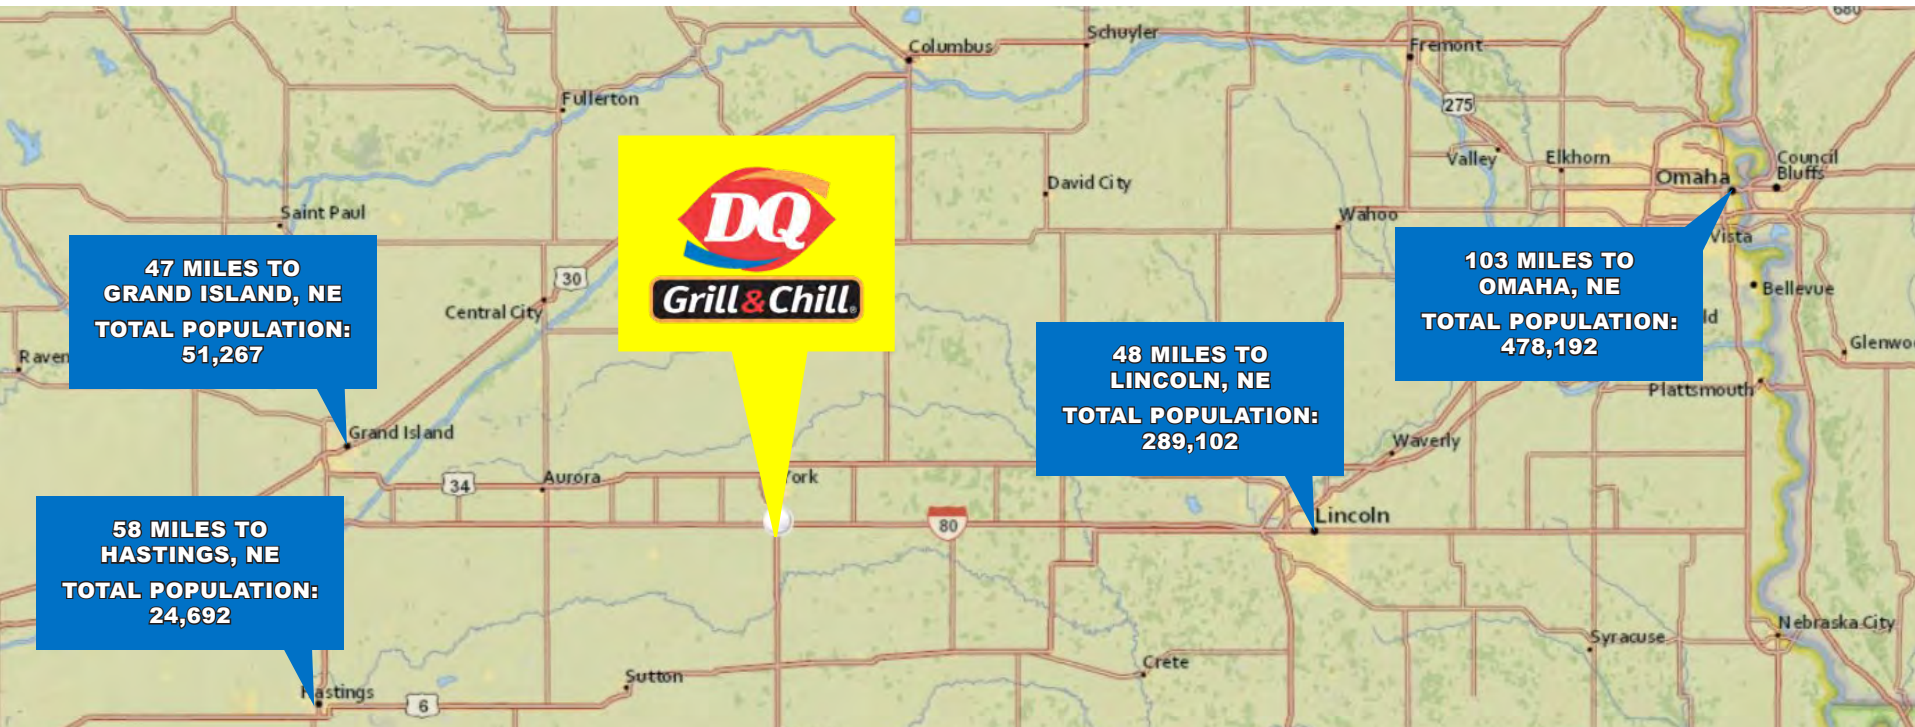 680
Columbus
Schuyler
Fremont
Fullerton
275
Valley
Elkhorn
Council
Bluffs
Omaha
David City
Saint Paul
Wahoo
Vista
DQ
Grill & Chill®
47 MILES TO
GRAND ISLAND, NE
TOTAL POPULATION:
51,267
103 MILES TO
OMAHA, NE
TOTAL POPULATION:
478,192
30
Central City
Bellevue
ld
Glenwo
Raven
48 MILES TO
LINCOLN, NE
TOTAL POPULATION:
289,102
Plattsmouth
Grand Island
Waverly
34
Aurora
York
80
Lincoln
58 MILES TO
HASTINGS, NE
TOTAL POPULATION:
24,692
Nebraska City
Syracuse
Crete
Sutton
Hastings
6